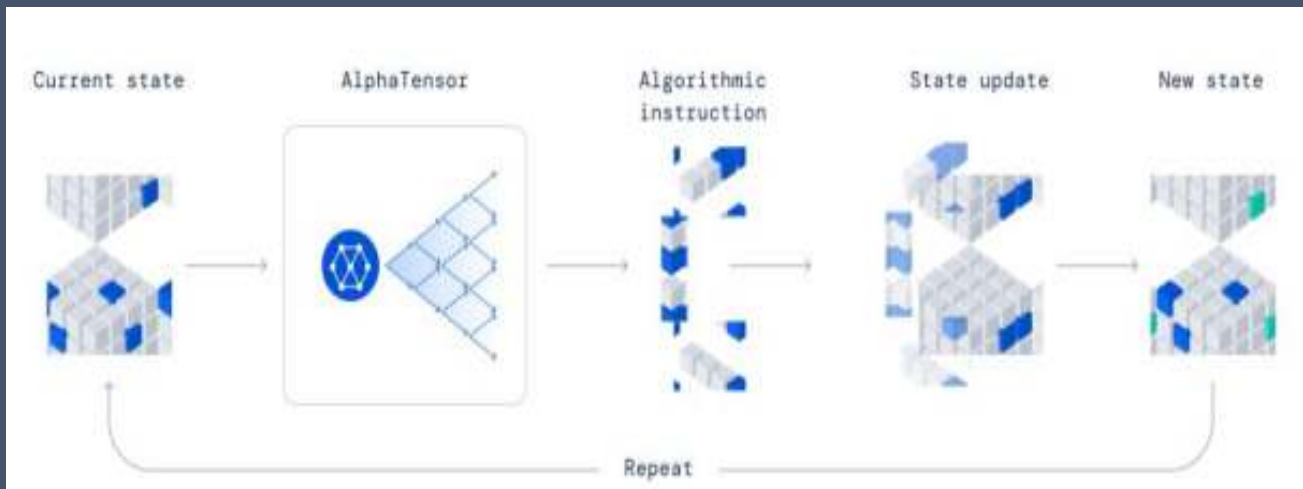 Current state
AlphaTensor
Algorithmic
instruction
State update
New state
Repeat